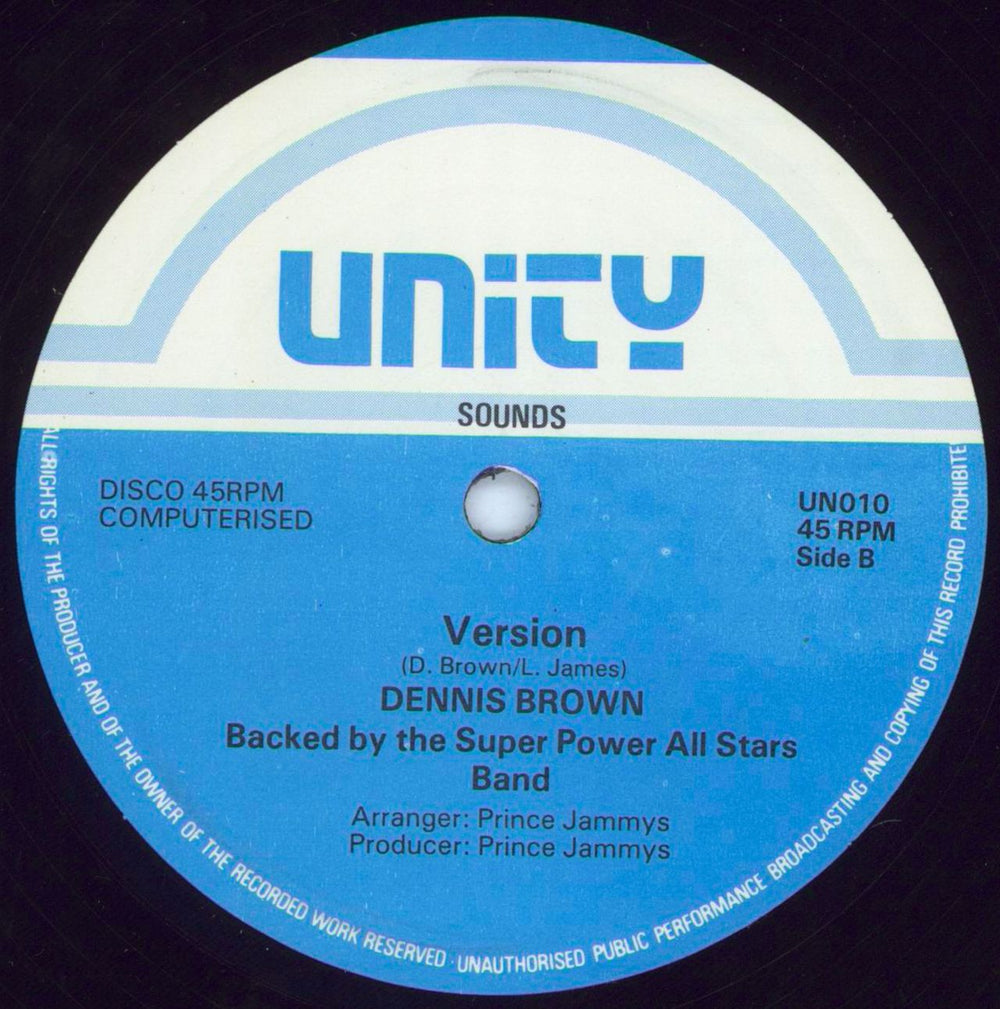 UNiTY
SOUNDS
DISCO 45RPM
COMPUTERISED
UN010
45 RPM
Side B
Version
(D. Brown/L. James)
DENNIS BROWN
Backed by the Super Power All Stars
Band
Arranger: Prince Jammys
Producer: Prince Jammys
ALL RIGHTS OF THE PRODUCER AND OF THE OWNER OF THE RECORDED WORK RESERVED · UNAUTHORISED PUBLIC PERFORMANCE BROADCASTING AND COPYING OF THIS RECORD PROHIBITE